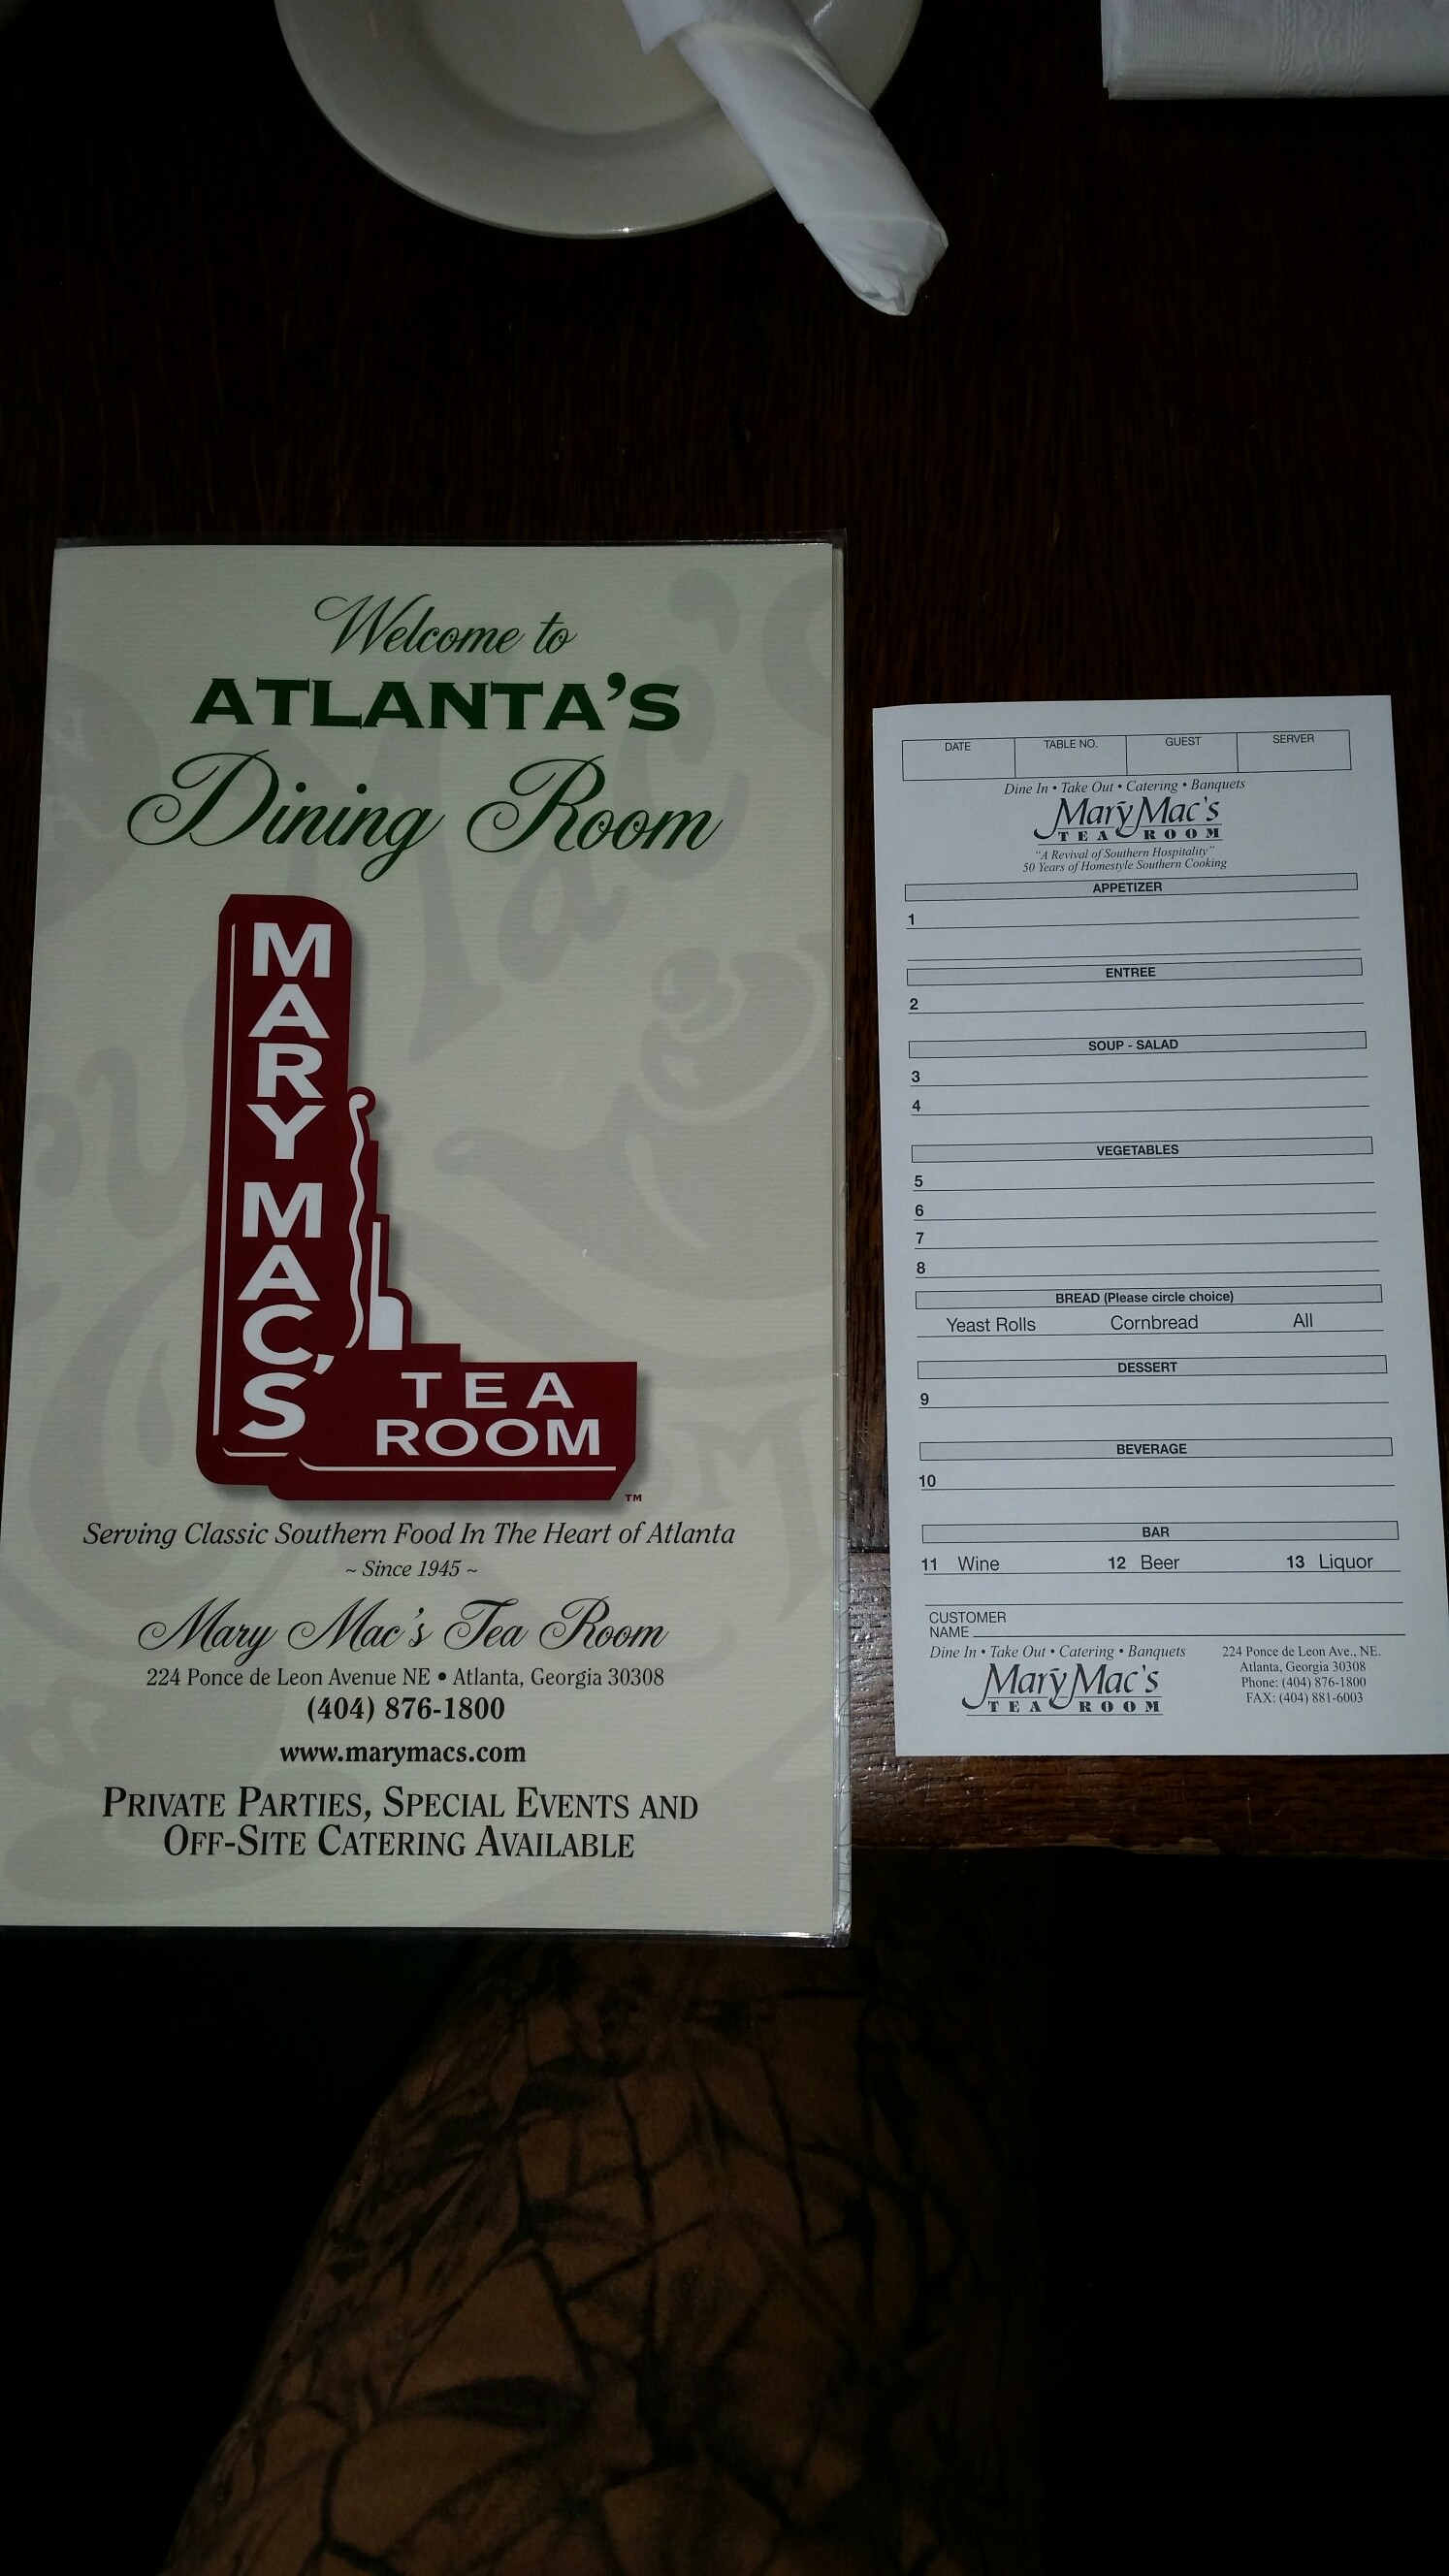 Welcome to
ATLANTA'S
Dining Room
MARY MAC'S
TEA
ROOM
TM
Serving Classic Southern Food In The Heart of Atlanta
~ Since 1945 ~
Mary Mac's Tea Room
224 Ponce de Leon Avenue NE • Atlanta, Georgia 30308
(404) 876-1800
www.marymacs.com
PRIVATE PARTIES, SPECIAL EVENTS AND
OFF-SITE CATERING AVAILABLE
DATE TABLE NO. GUEST SERVER
Dine In • Take Out • Catering • Banquets
Mary Mac's
TEA ROOM
"A Revival of Southern Hospitality"
50 Years of Homestyle Southern Cooking
APPETIZER
1
ENTREE
2
SOUP - SALAD
3
4
VEGETABLES
5
6
7
8
BREAD (Please circle choice)
Yeast Rolls Cornbread All
DESSERT
9
BEVERAGE
10
BAR
11 Wine 12 Beer 13 Liquor
CUSTOMER
NAME
Dine In • Take Out • Catering • Banquets
Mary Mac's
TEA ROOM
224 Ponce de Leon Ave., NE.
Atlanta, Georgia 30308
Phone: (404) 876-1800
FAX: (404) 881-6003